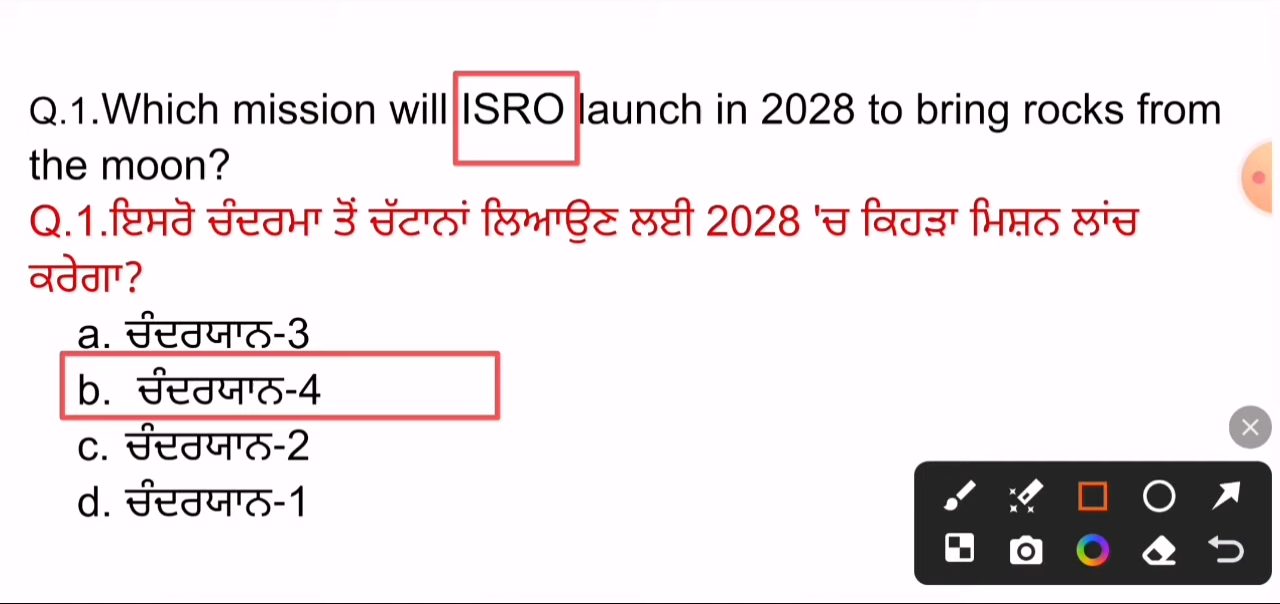 Q.1.Which mission will ISRO launch in 2028 to bring rocks from
the moon?
Q.1.ਇਸਰੋ ਚੰਦਰਮਾ ਤੋਂ ਚੱਟਾਨਾਂ ਲਿਆਉਣ ਲਈ 2028 'ਚ ਕਿਹੜਾ ਮਿਸ਼ਨ ਲਾਂਚ
ਕਰੇਗਾ?
a. ਚੰਦਰਯਾਨ-3
b. ਚੰਦਰਯਾਨ-4
c. ਚੰਦਰਯਾਨ-2
d. ਚੰਦਰਯਾਨ-1